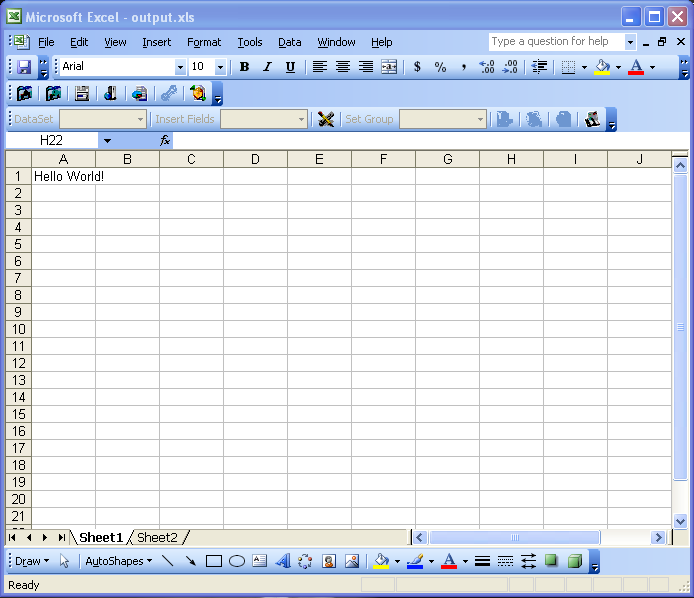 Microsoft Excel - output.xls
File Edit View Insert Format Tools Data Window Help Type a question for help
Arial 10 B I U $ % , .00 .00
DataSet Insert Fields Set Group
H22 fx
A B C D E F G H I J
1 Hello World!
2
3
4
5
6
7
8
9
10
11
12
13
14
15
16
17
18
19
20
21
Sheet1 Sheet2
Draw AutoShapes A A
Ready